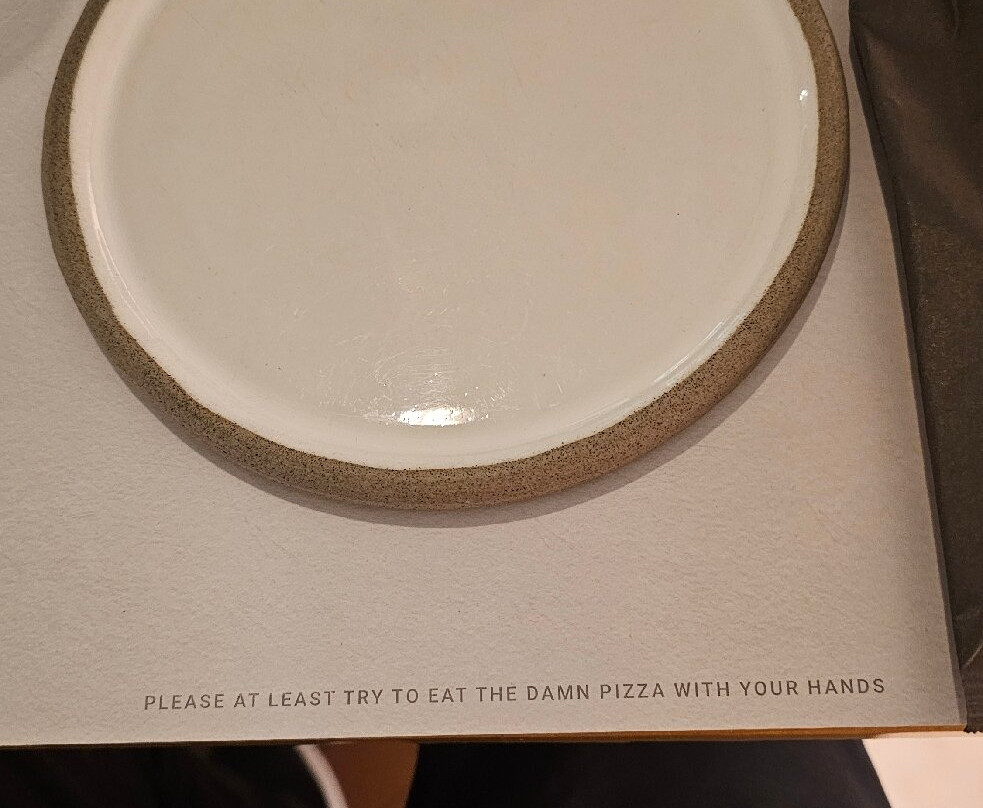 PLEASE AT LEAST TRY TO EAT THE DAMN PIZZA WITH YOUR HANDS